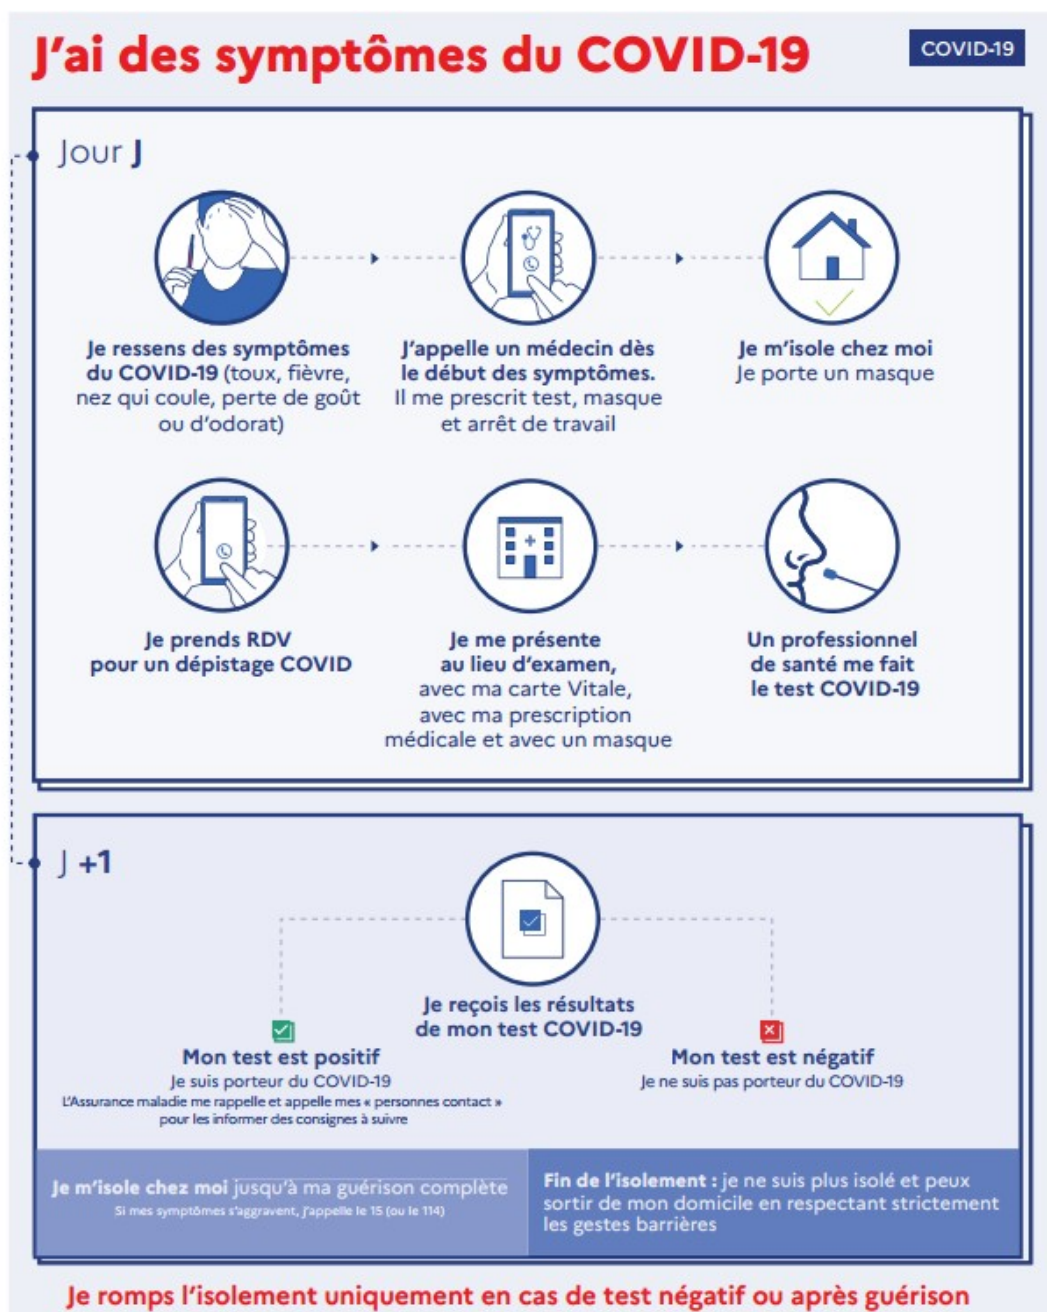 J'ai des symptômes du COVID-19
COVID-19
Jour J
Je ressens des symptômes
du COVID-19 (toux, fièvre,
nez qui coule, perte de goût
ou d'odorat)
J'appelle un médecin dès
le début des symptômes.
Il me prescrit test, masque
et arrêt de travail
Je m'isole chez moi
Je porte un masque
Je prends RDV
pour un dépistage COVID
Je me présente
au lieu d'examen,
avec ma carte Vitale,
avec ma prescription
médicale et avec un masque
Un professionnel
de santé me fait
le test COVID-19
J +1
Je reçois les résultats
de mon test COVID-19
Mon test est positif
Je suis porteur du COVID-19
L'Assurance maladie me rappelle et appelle mes « personnes contact »
pour les informer des consignes à suivre
Mon test est négatif
Je ne suis pas porteur du COVID-19
Je m'isole chez moi jusqu'à ma guérison complète
Si mes symptômes s'aggravent, j'appelle le 15 (ou le 114)
Fin de l'isolement : je ne suis plus isolé et peux
sortir de mon domicile en respectant strictement
les gestes barrières
Je romps l'isolement uniquement en cas de test négatif ou après guérison